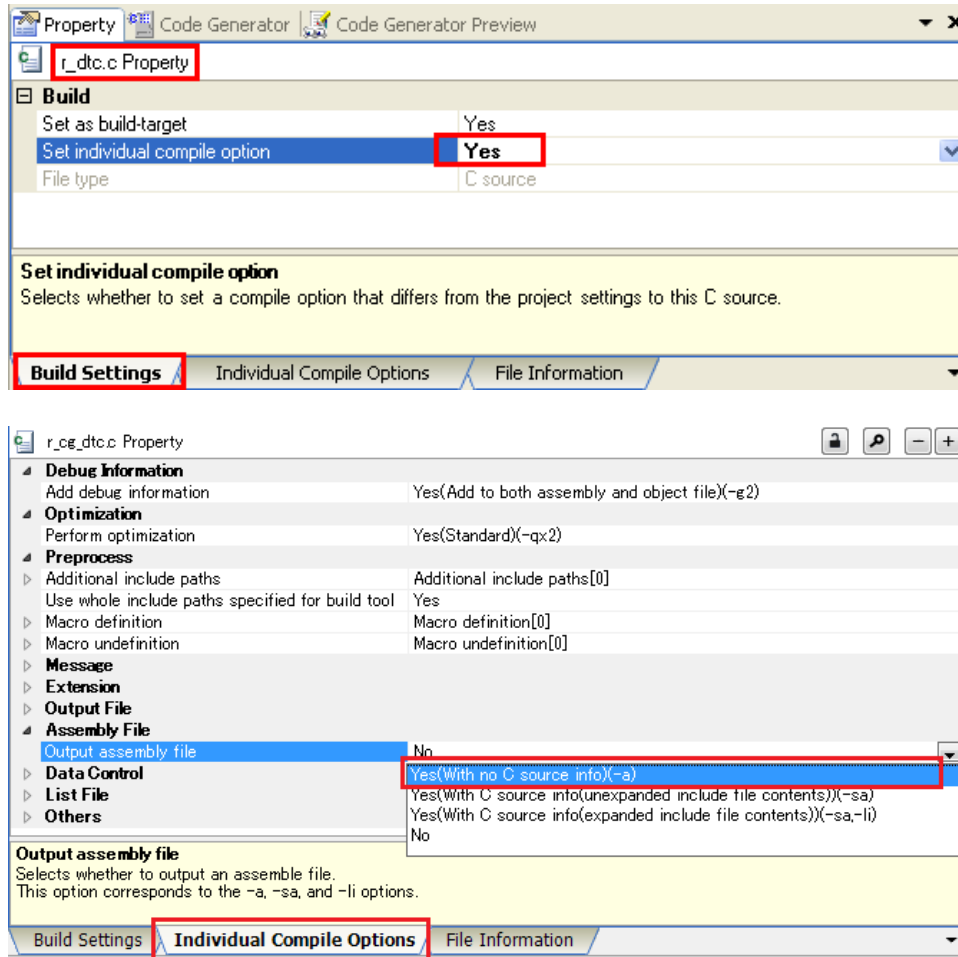 Property Code Generator Code Generator Preview
r_dtc.c Property
Build
Set as build-target Yes
Set individual compile option Yes
File type C source
Set individual compile option
Selects whether to set a compile option that differs from the project settings to this C source.
Build Settings Individual Compile Options File Information
r_cg_dtc.c Property
Debug Information
Add debug information Yes(Add to both assembly and object file)(-g2)
Optimization
Perform optimization Yes(Standard)(-qx2)
Preprocess
Additional include paths Additional include paths[0]
Use whole include paths specified for build tool Yes
Macro definition Macro definition[0]
Macro undefinition Macro undefinition[0]
Message
Extension
Output File
Assembly File
Output assembly file No
Data Control Yes(With no C source info)(-a)
List File Yes(With C source info(unexpanded include file contents))(-sa)
Others Yes(With C source info(expanded include file contents))(-sa,-li)
No
Output assembly file
Selects whether to output an assemble file.
This option corresponds to the -a, -sa, and -li options.
Build Settings Individual Compile Options File Information